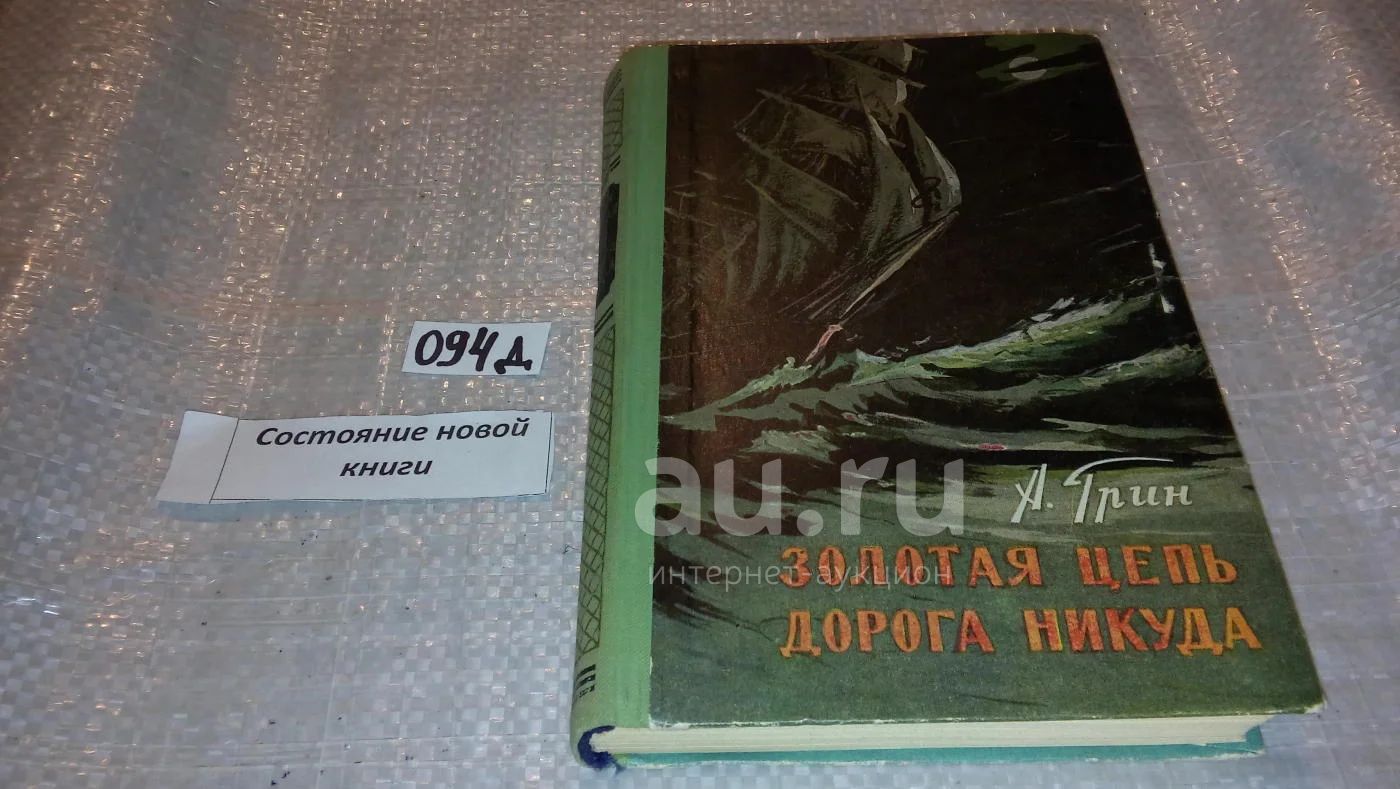 094д
Состояние новой
книги
А. Грин
ЗОЛОТАЯ ЦЕПЬ
ДОРОГА НИКУДА
au.ru
интернет-аукцион